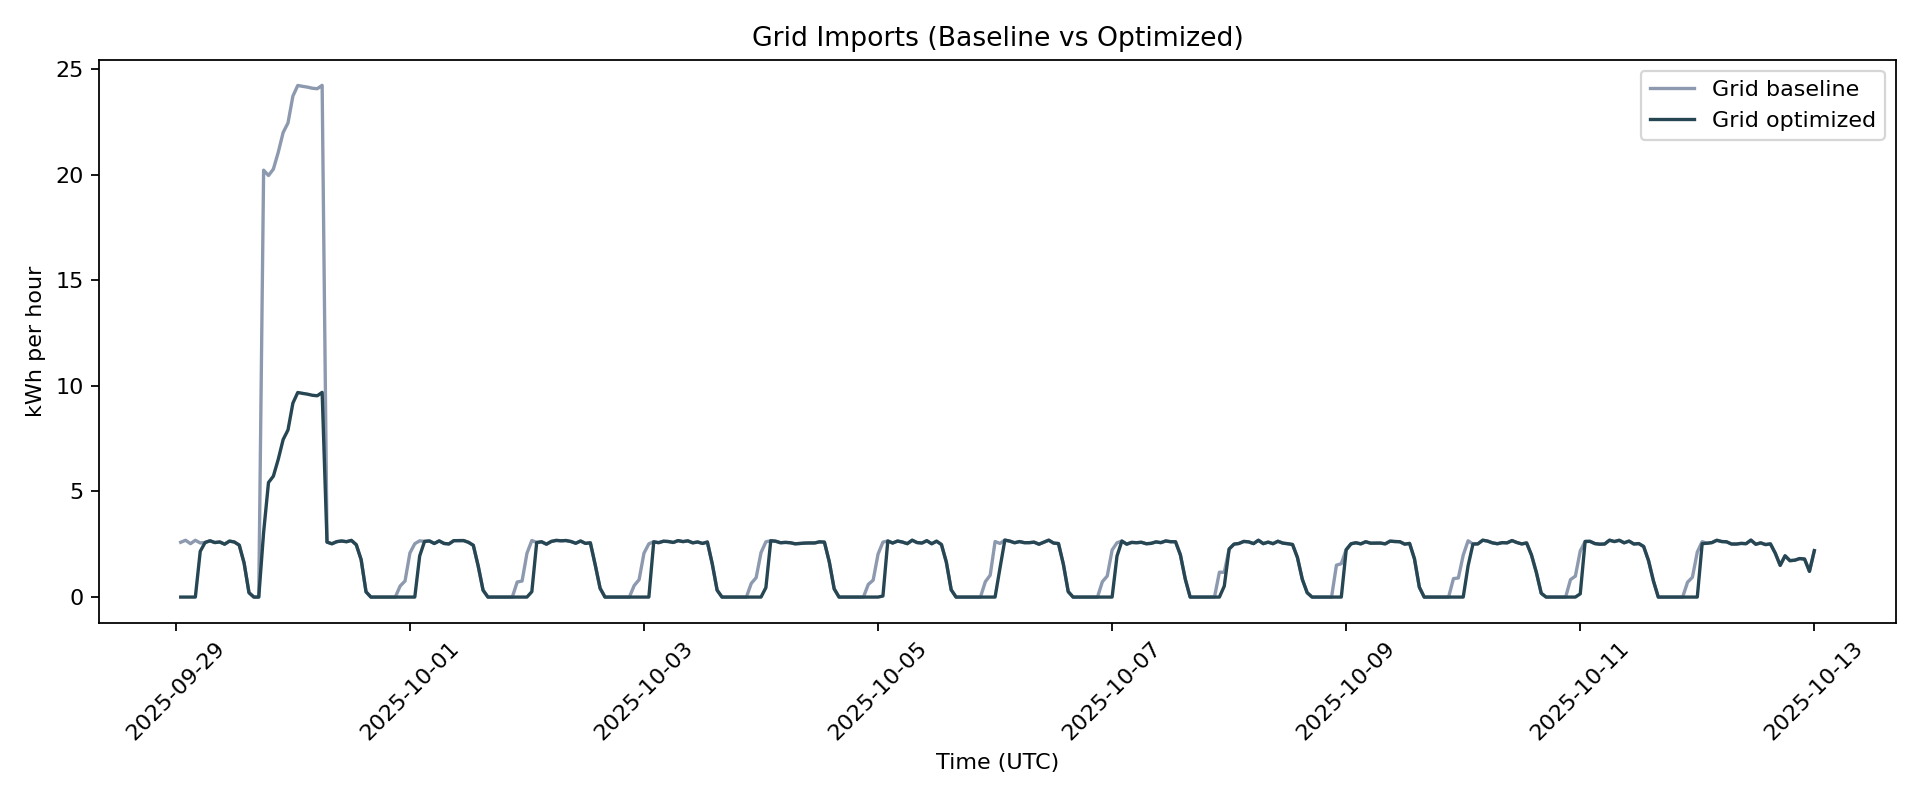 Grid Imports (Baseline vs Optimized)
Grid baseline
Grid optimized
kWh per hour
25
20
15
10
5
0
2025-09-29
2025-10-01
2025-10-03
2025-10-05
2025-10-07
2025-10-09
2025-10-11
2025-10-13
Time (UTC)